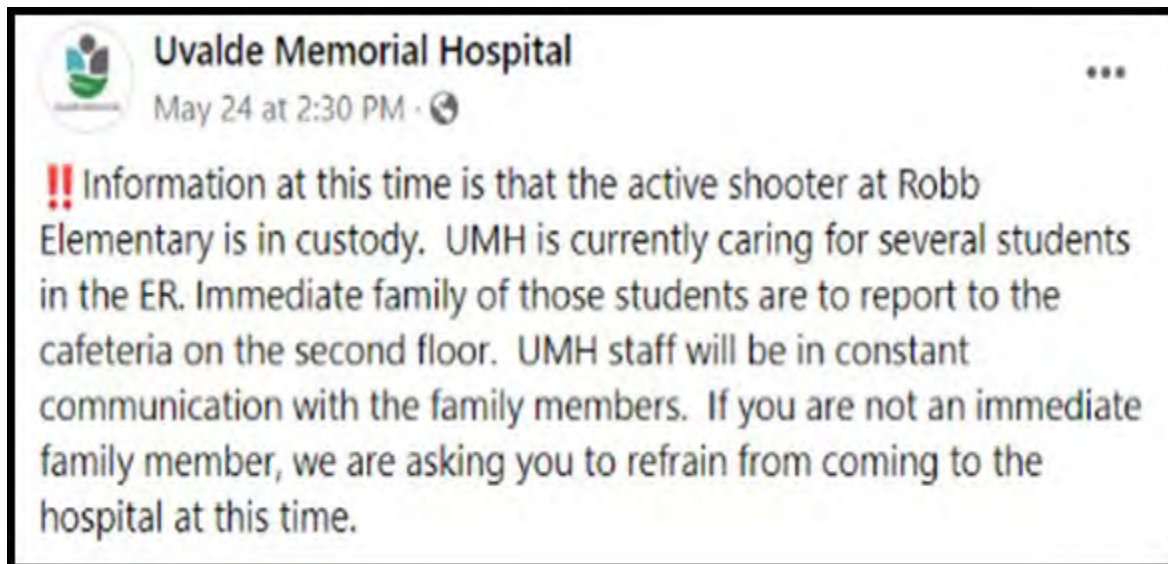 Uvalde Memorial Hospital
May 24 at 2:30 PM ·
‼️Information at this time is that the active shooter at Robb
Elementary is in custody.  UMH is currently caring for several students
in the ER. Immediate family of those students are to report to the
cafeteria on the second floor.  UMH staff will be in constant
communication with the family members.  If you are not an immediate
family member, we are asking you to refrain from coming to the
hospital at this time.